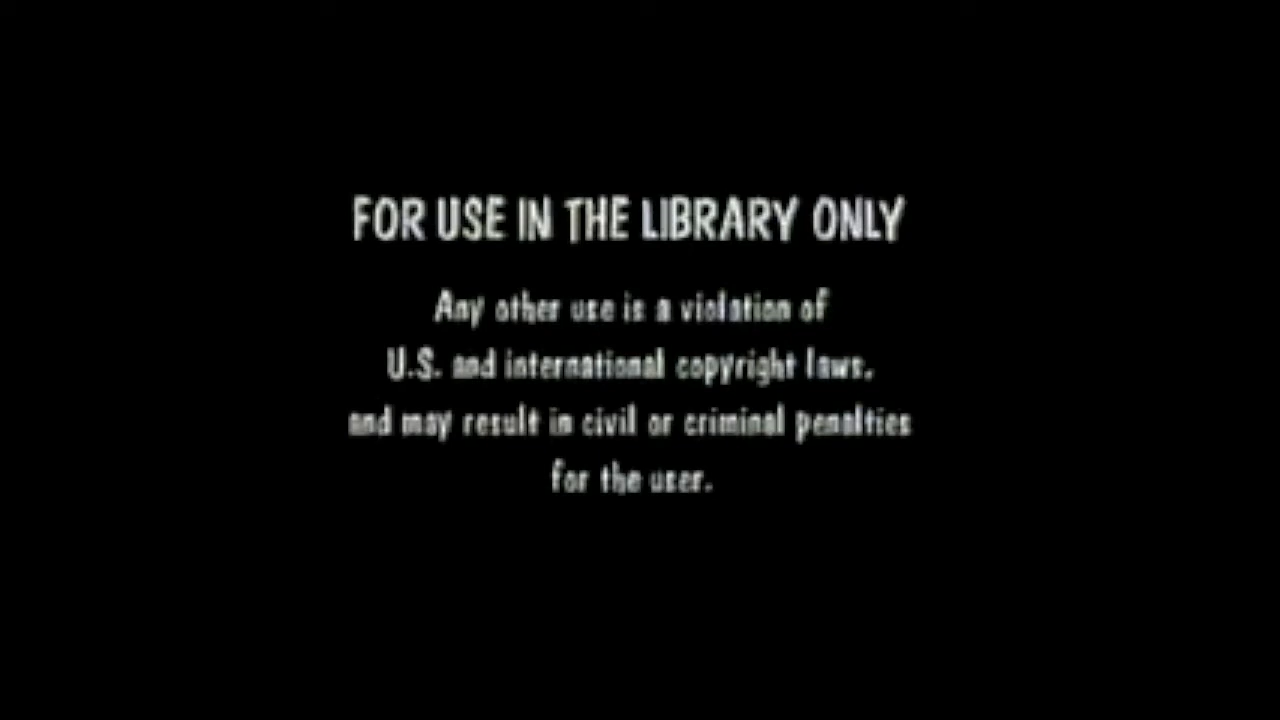 FOR USE IN THE LIBRARY ONLY
Any other use is a violation of
U.S. and international copyright laws,
and may result in civil or criminal penalties
for the user.